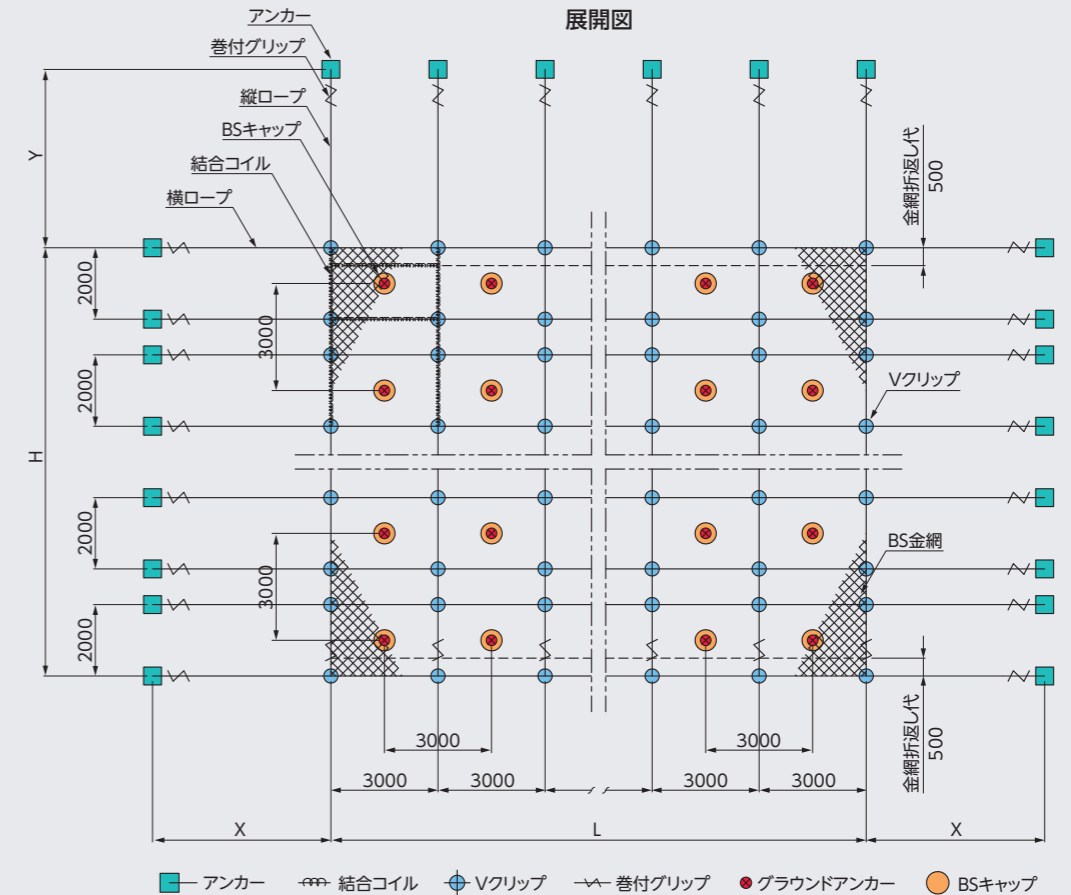 展開図
アンカー
巻付グリップ
縦ロープ
BSキャップ
結合コイル
横ロープ
Y
金網折返し代
500
2000
3000
2000
Vクリップ
H
2000
3000
2000
BS金網
金網折返し代
500
3000
3000
3000
3000
3000
3000
X
L
X
アンカー
結合コイル
Vクリップ
巻付グリップ
グラウンドアンカー
BSキャップ